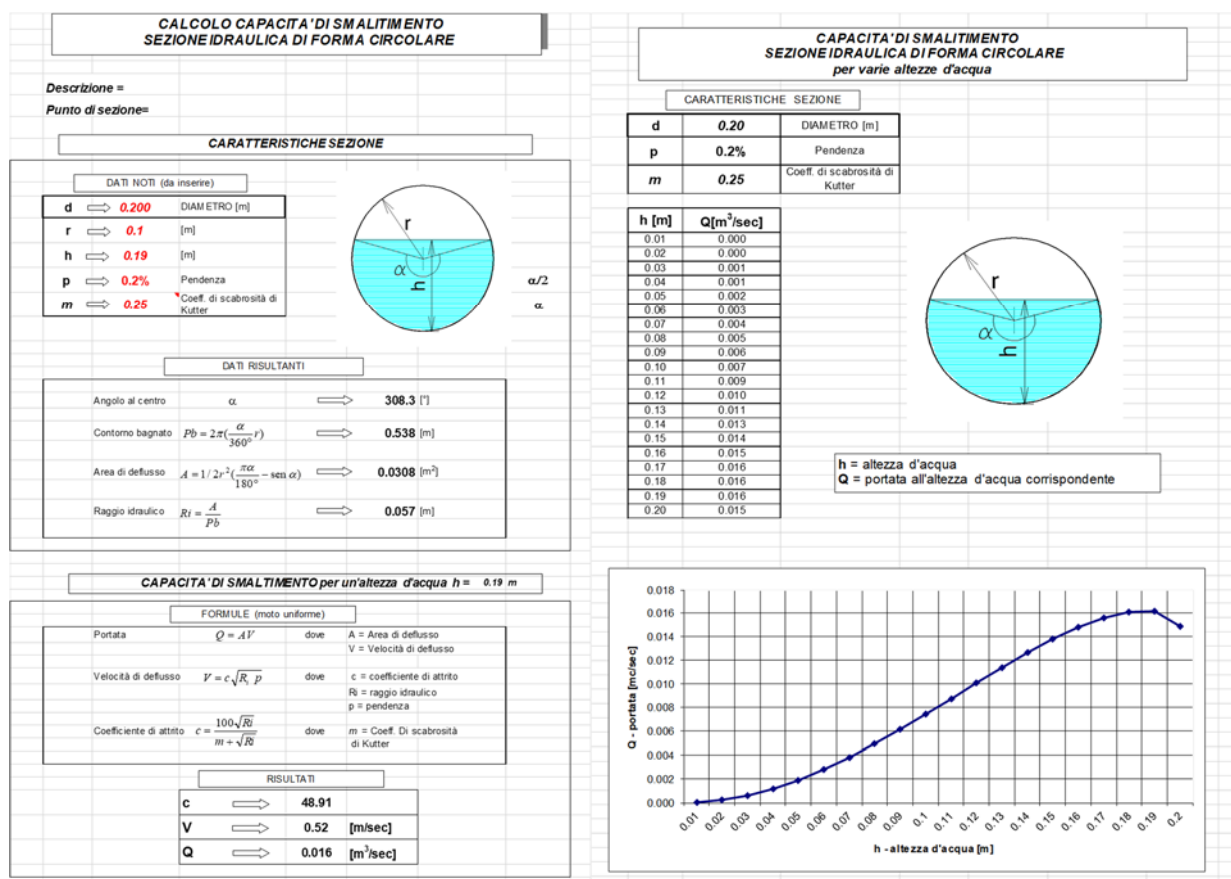 CALCOLO CAPACITA' DI SMALITIMENTO
SEZIONE IDRAULICA DI FORMA CIRCOLARE
Descrizione =
Punto di sezione=
CARATTERISTICHE SEZIONE
DATI NOTI (da inserire)
d 0.200 DIAMETRO [m]
r 0.1 [m]
h 0.19 [m]
p 0.2% Pendenza
m 0.25 Coeff. di scabrosità di
Kutter
r
α
h
α/2
α
DATI RISULTANTI
Angolo al centro α 308.3 [°]
Contorno bagnato Pb = 2π(α/360° r) 0.538 [m]
Area di deflusso A = 1/2r²(πα/180° − sen α) 0.0308 [m²]
Raggio idraulico Ri = A/Pb 0.057 [m]
CAPACITA' DI SMALTIMENTO per un'altezza d'acqua h = 0.19 m
FORMULE (moto uniforme)
Portata Q = AV dove A = Area di deflusso
V = Velocità di deflusso
Velocità di deflusso V = c√R, p dove c = coefficiente di attrito
Ri = raggio idraulico
p = pendenza
Coefficiente di attrito c = 100√Ri / m + √Ri dove m = Coeff. Di scabrosità
di Kutter
RISULTATI
c 48.91
V 0.52 [m/sec]
Q 0.016 [m³/sec]
CAPACITA' DI SMALITIMENTO
SEZIONE IDRAULICA DI FORMA CIRCOLARE
per varie altezze d'acqua
CARATTERISTICHE SEZIONE
d 0.20 DIAMETRO [m]
p 0.2% Pendenza
m 0.25 Coeff. di scabrosità di
Kutter
h [m] Q[m³/sec]
0.01 0.000
0.02 0.000
0.03 0.001
0.04 0.001
0.05 0.002
0.06 0.003
0.07 0.004
0.08 0.005
0.09 0.006
0.10 0.007
0.11 0.009
0.12 0.010
0.13 0.011
0.14 0.013
0.15 0.014
0.16 0.015
0.17 0.016
0.18 0.016
0.19 0.016
0.20 0.015
r
α
h
h = altezza d'acqua
Q = portata all'altezza d'acqua corrispondente
Q - portata [mc/sec]
0.018
0.016
0.014
0.012
0.010
0.008
0.006
0.004
0.002
0.000
0.01 0.02 0.03 0.04 0.05 0.06 0.07 0.08 0.09 0.1 0.11 0.12 0.13 0.14 0.15 0.16 0.17 0.18 0.19 0.2
h - altezza d'acqua [m]